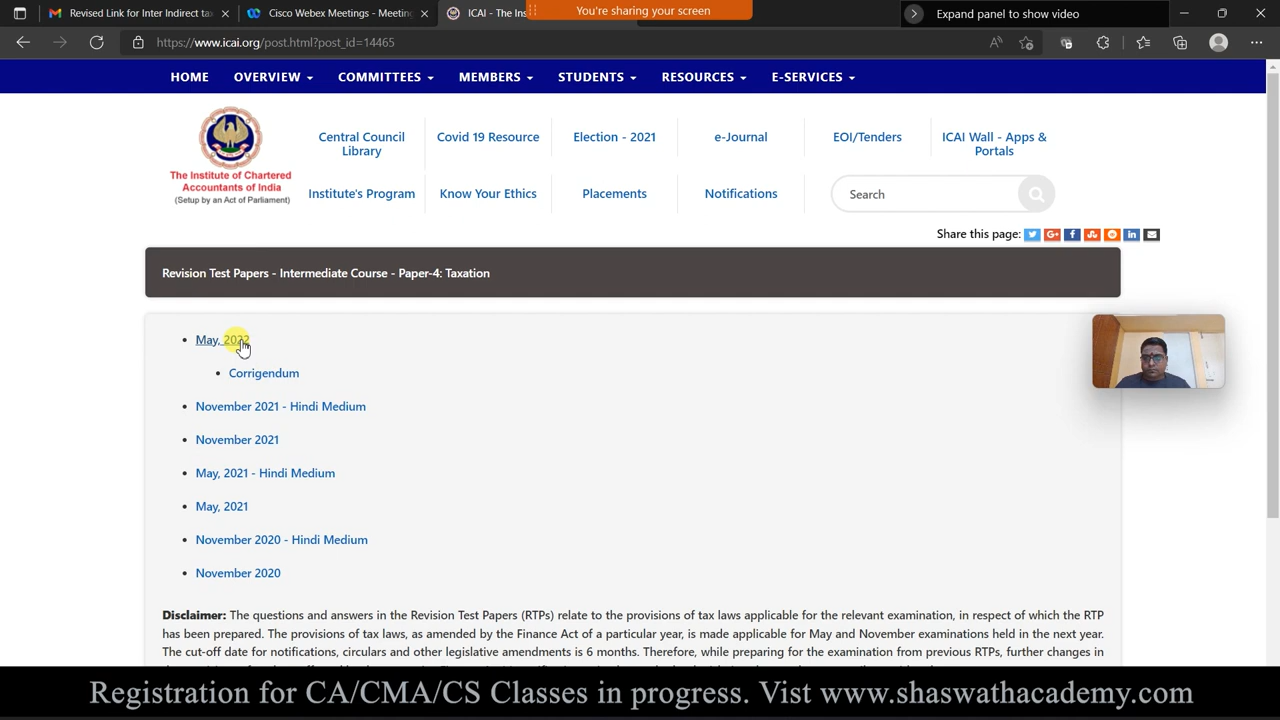 Revised Link for Inter Indirect ta
Cisco Webex Meetings - Meetin
ICAI - The Ins
You're sharing your screen
Expand panel to show video
https://www.icai.org/post.html?post_id=14465
HOME OVERVIEW COMMITTEES MEMBERS STUDENTS RESOURCES E-SERVICES
Central Council Library
Covid 19 Resource
Election - 2021
e-Journal
EOI/Tenders
ICAI Wall - Apps & Portals
The Institute of Chartered
Accountants of India
(Setup by an Act of Parliament)
Institute's Program
Know Your Ethics
Placements
Notifications
Search
Share this page:
Revision Test Papers - Intermediate Course - Paper-4: Taxation
May, 2022
Corrigendum
November 2021 - Hindi Medium
November 2021
May, 2021 - Hindi Medium
May, 2021
November 2020 - Hindi Medium
November 2020
Disclaimer: The questions and answers in the Revision Test Papers (RTPs) relate to the provisions of tax laws applicable for the relevant examination, in respect of which the RTP
has been prepared. The provisions of tax laws, as amended by the Finance Act of a particular year, is made applicable for May and November examinations held in the next year.
The cut-off date for notifications, circulars and other legislative amendments is 6 months. Therefore, while preparing for the examination from previous RTPs, further changes in
Registration for CA/CMA/CS Classes in progress. Vist www.shaswathacademy.com